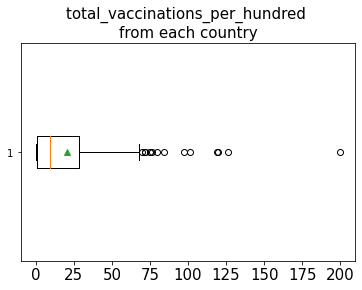 total_vaccinations_per_hundred
from each country
1
0 25 50 75 100 125 150 175 200